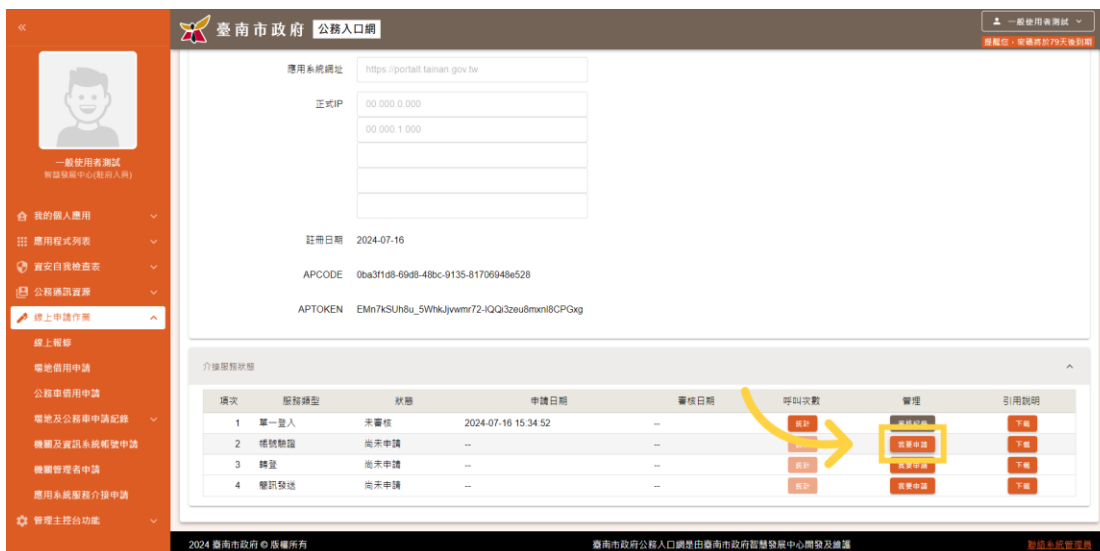 «
臺南市政府 公務入口網
一般使用者測試
提醒您，密碼將於79天後到期
一般使用者測試
智慧發展中心(駐府人員)
我的個人應用
應用程式列表
資安自我檢查表
公務通訊資源
線上申請作業
線上報修
場地借用申請
公務車借用申請
場地及公務車申請紀錄
機關及資訊系統帳號申請
機關管理者申請
應用系統服務介接申請
管理主控台功能
應用系統網址 https://portalt.tainan.gov.tw
正式IP 00.000.0.000
00.000.1.000
註冊日期 2024-07-16
APCODE 0ba3f1d8-69d8-48bc-9135-81706948e528
APTOKEN EMn7kSUh8u_5WhkJjvwmr72-IQQi3zeu8mxnI8CPGxg
介接服務狀態
項次 服務類型 狀態 申請日期 審核日期 呼叫次數 管理 引用說明
1 單一登入 未審核 2024-07-16 15:34:52 -- 統計 下載
2 帳號驗證 尚未申請 -- -- 統計 我要申請 下載
3 轉登 尚未申請 -- -- 統計 我要申請 下載
4 簡訊發送 尚未申請 -- -- 統計 我要申請 下載
2024 臺南市政府 © 版權所有 臺南市政府公務入口網是由臺南市政府智慧發展中心開發及維護 聯絡系統管理員